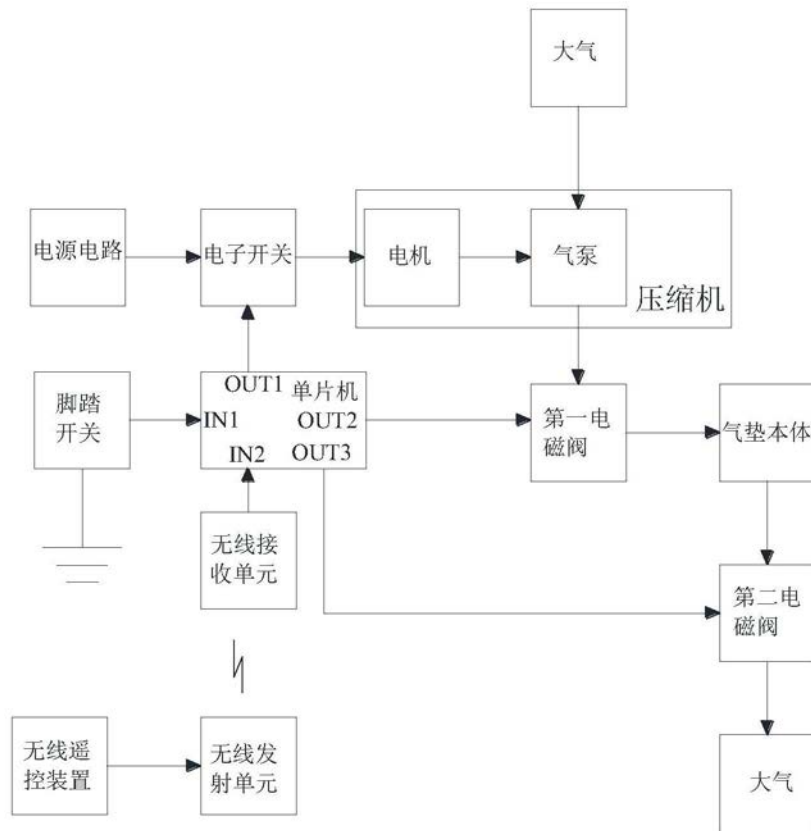 大气
电源电路
电子开关
电机
气泵
压缩机
脚踏
开关
OUT1
单片机
IN1
OUT2
IN2
OUT3
第一电
磁阀
气垫本体
无线接
收单元
第二电
磁阀
无线遥
控装置
无线发
射单元
大气